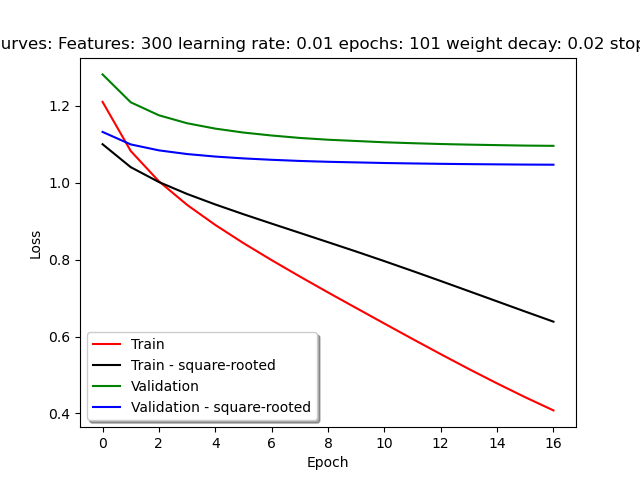 urves: Features: 300 learning rate: 0.01 epochs: 101 weight decay: 0.02 stop
1.2
1.0
0.8
0.6
0.4
Loss
Train
Train - square-rooted
Validation
Validation - square-rooted
0 2 4 6 8 10 12 14 16
Epoch